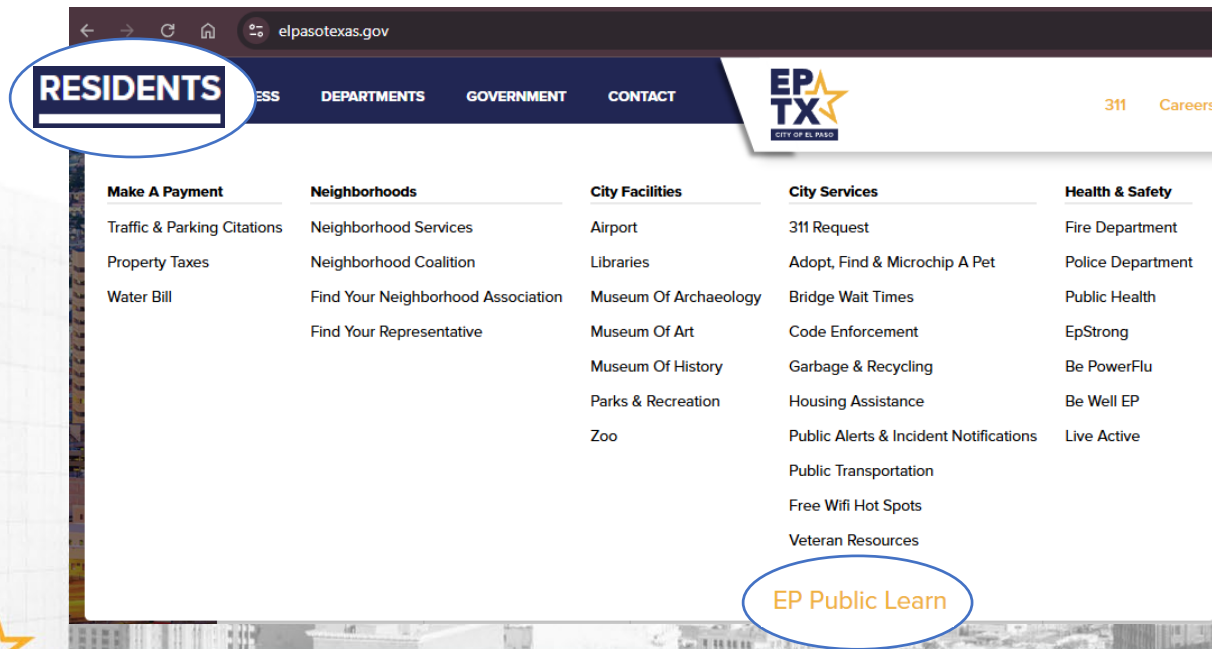 elpasotexas.gov
RESIDENTS ESS DEPARTMENTS GOVERNMENT CONTACT
EP
TX
CITY OF EL PASO
311 Careers
Make A Payment
Traffic & Parking Citations
Property Taxes
Water Bill
Neighborhoods
Neighborhood Services
Neighborhood Coalition
Find Your Neighborhood Association
Find Your Representative
City Facilities
Airport
Libraries
Museum Of Archaeology
Museum Of Art
Museum Of History
Parks & Recreation
Zoo
City Services
311 Request
Adopt, Find & Microchip A Pet
Bridge Wait Times
Code Enforcement
Garbage & Recycling
Housing Assistance
Public Alerts & Incident Notifications
Public Transportation
Free Wifi Hot Spots
Veteran Resources
EP Public Learn
Health & Safety
Fire Department
Police Department
Public Health
EpStrong
Be PowerFlu
Be Well EP
Live Active